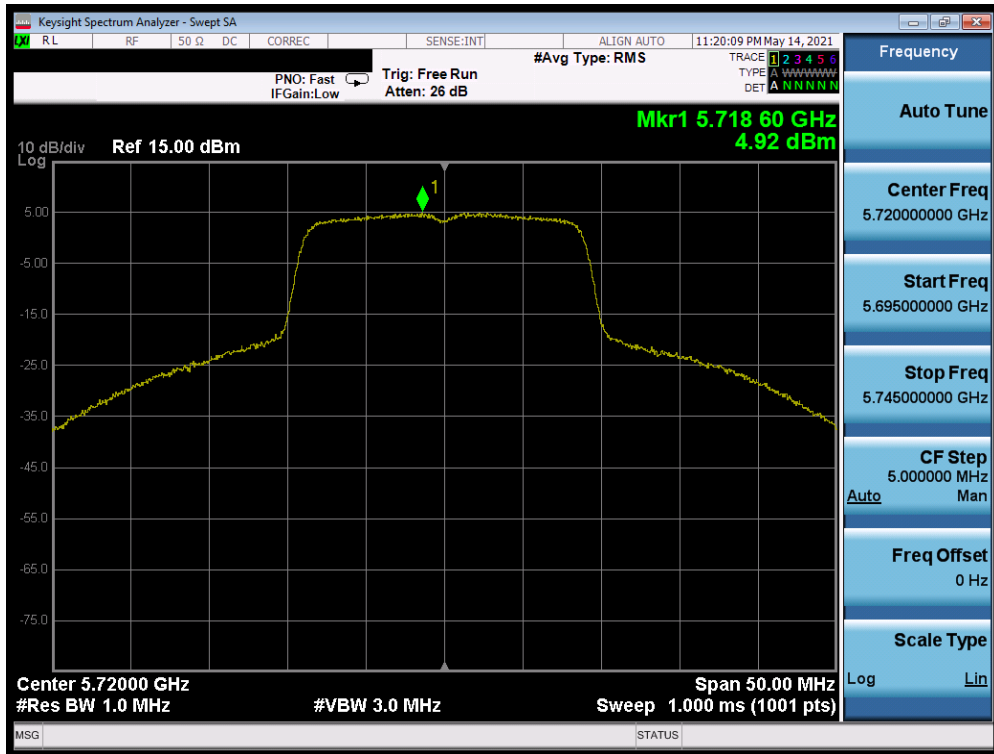 Keysight Spectrum Analyzer - Swept SA
LXI RL RF 50 Ω DC CORREC SENSE:INT ALIGN AUTO 11:20:09 PM May 14, 2021
#Avg Type: RMS TRACE 1 2 3 4 5 6
PNO: Fast Trig: Free Run TYPE A WWWWW
IFGain:Low Atten: 26 dB DET A N N N N N
Mkr1 5.718 60 GHz
4.92 dBm
10 dB/div Ref 15.00 dBm
Log
1
5.00
-5.00
-15.0
-25.0
-35.0
-45.0
-55.0
-65.0
-75.0
Center 5.72000 GHz Span 50.00 MHz
#Res BW 1.0 MHz #VBW 3.0 MHz Sweep 1.000 ms (1001 pts)
MSG STATUS
Frequency
Auto Tune
Center Freq
5.720000000 GHz
Start Freq
5.695000000 GHz
Stop Freq
5.745000000 GHz
CF Step
5.000000 MHz
Auto Man
Freq Offset
0 Hz
Scale Type
Log Lin